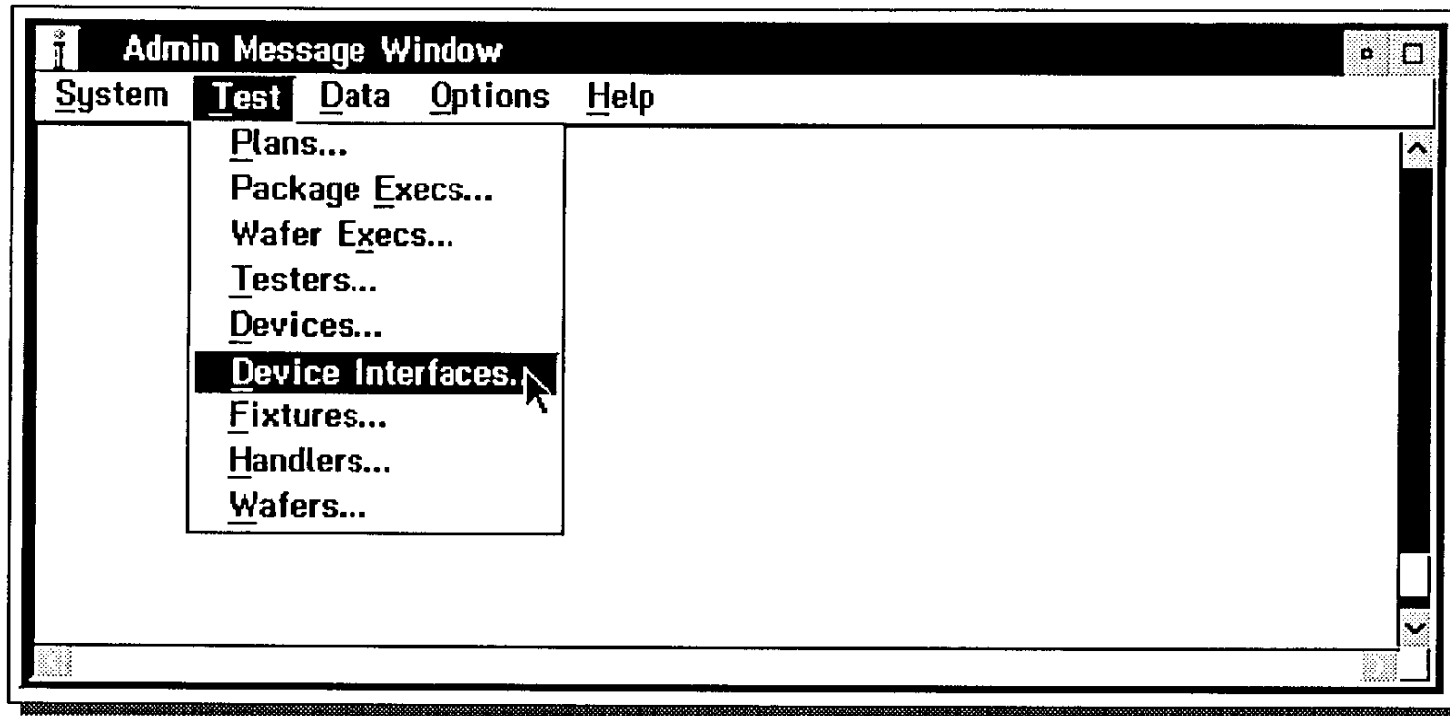 i Admin Message Window
System Test Data Options Help
Plans...
Package Execs...
Wafer Execs...
Testers...
Devices...
Device Interfaces..
Fixtures...
Handlers...
Wafers...